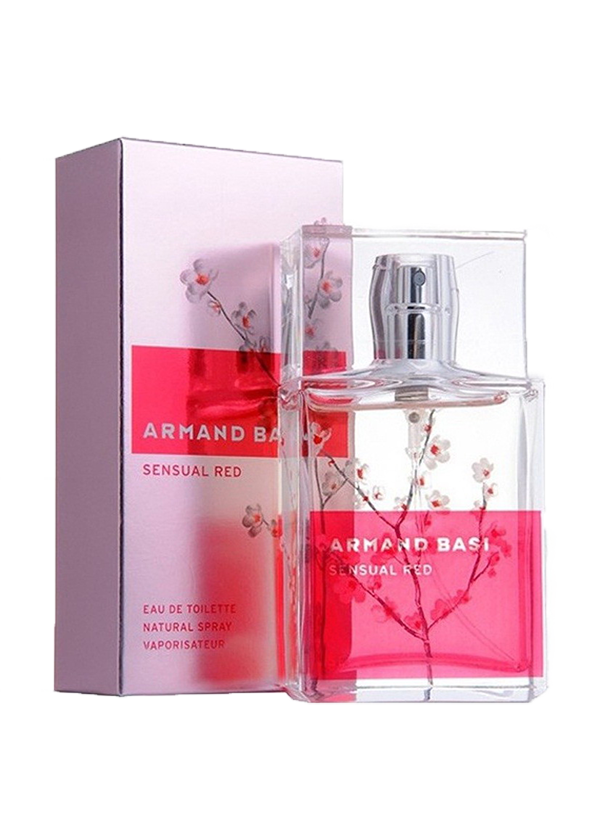 ARMAND BASI
SENSUAL RED
EAU DE TOILETTE
NATURAL SPRAY
VAPORISATEUR
ARMAND BASI
SENSUAL RED